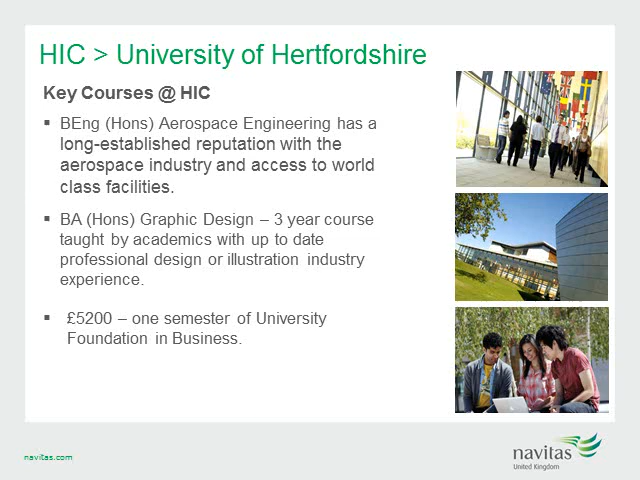 HIC > University of Hertfordshire
Key Courses @ HIC
▪ BEng (Hons) Aerospace Engineering has a
long-established reputation with the
aerospace industry and access to world
class facilities.
▪ BA (Hons) Graphic Design – 3 year course
taught by academics with up to date
professional design or illustration industry
experience.
▪ £5200 – one semester of University
Foundation in Business.
navitas.com
navitas
United Kingdom